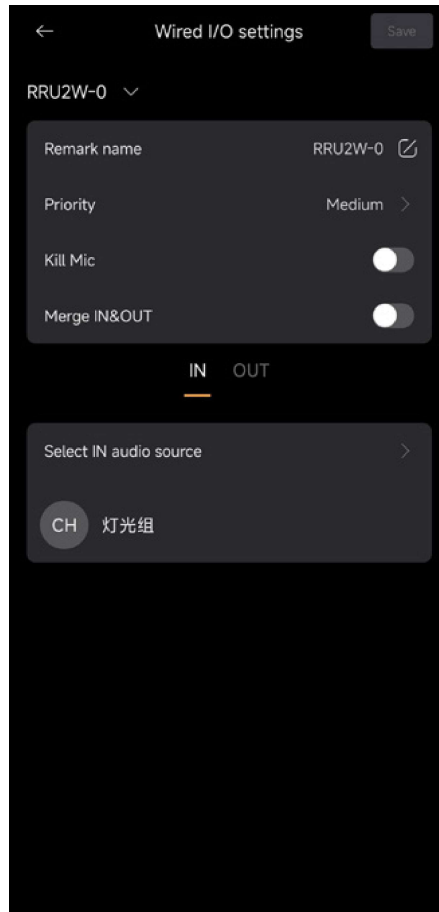 Wired I/O settings Save
RRU2W-0
Remark name RRU2W-0
Priority Medium
Kill Mic
Merge IN&OUT
IN OUT
Select IN audio source
CH 灯光组